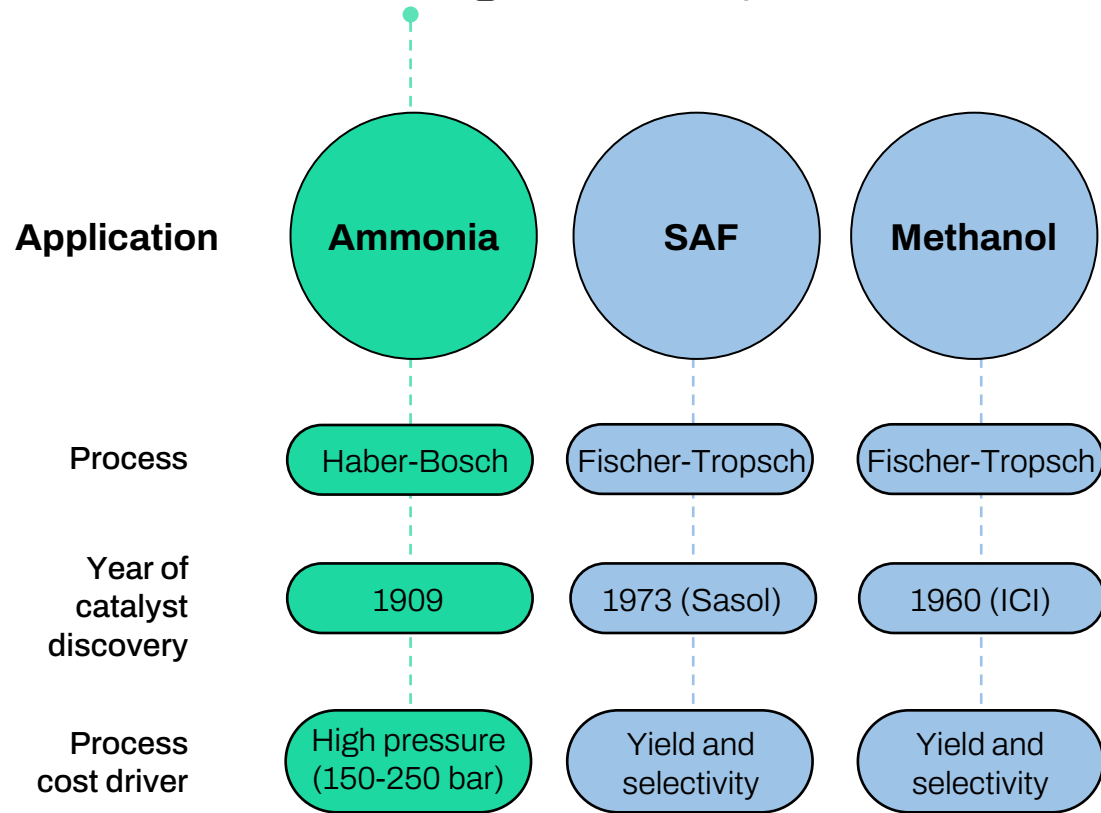 Application
Ammonia
SAF
Methanol
Process
Haber-Bosch
Fischer-Tropsch
Fischer-Tropsch
Year of
catalyst
discovery
1909
1973 (Sasol)
1960 (ICI)
Process
cost driver
High pressure
(150-250 bar)
Yield and
selectivity
Yield and
selectivity